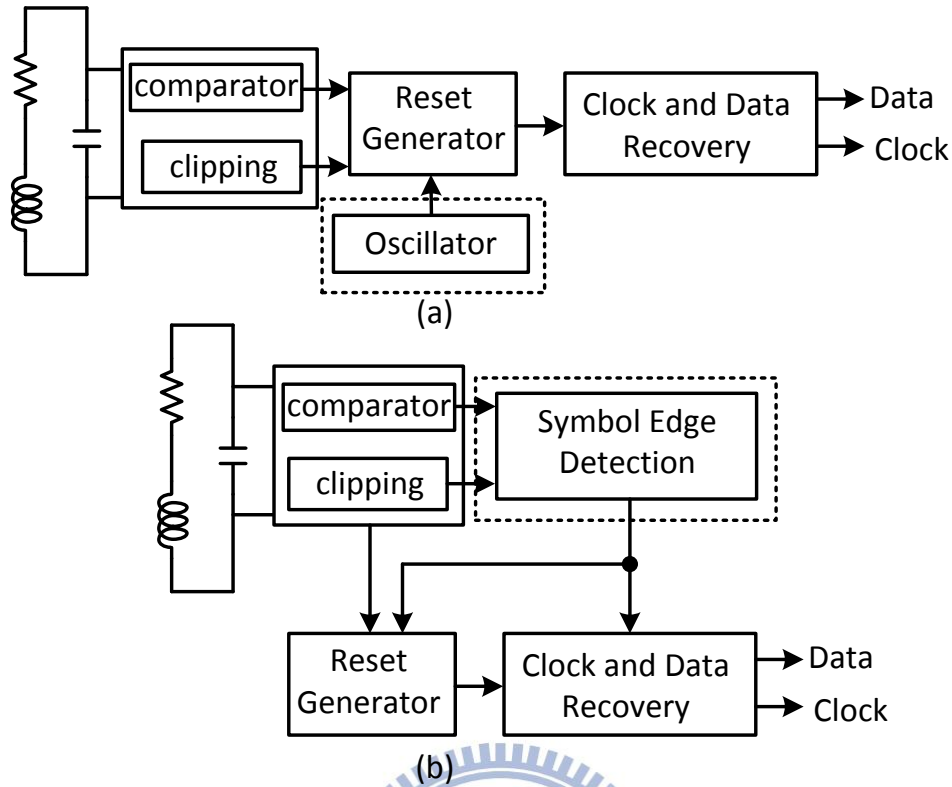 comparator
clipping
Reset
Generator
Oscillator
Clock and Data
Recovery
Data
Clock
(a)
comparator
clipping
Symbol Edge
Detection
Reset
Generator
Clock and Data
Recovery
Data
Clock
(b)